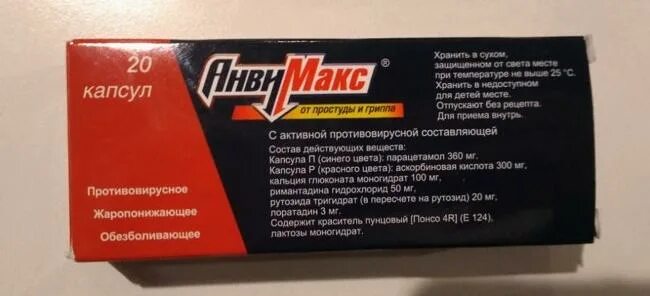 20
капсул
АнвиМакс®
от простуды и гриппа
Хранить в сухом,
защищенном от света месте
при температуре не выше 25 °С.
Хранить в недоступном
для детей месте.
Отпускают без рецепта.
Для приема внутрь.
С активной противовирусной составляющей
Состав действующих веществ:
Капсула П (синего цвета): парацетамол 360 мг.
Капсула Р (красного цвета): аскорбиновая кислота 300 мг,
кальция глюконата моногидрат 100 мг,
римантадина гидрохлорид 50 мг,
рутозида тригидрат (в пересчете на рутозид) 20 мг,
лоратадин 3 мг.
Содержит краситель пунцовый [Понсо 4R] (Е 124),
лактозы моногидрат.
Противовирусное
Жаропонижающее
Обезболивающее